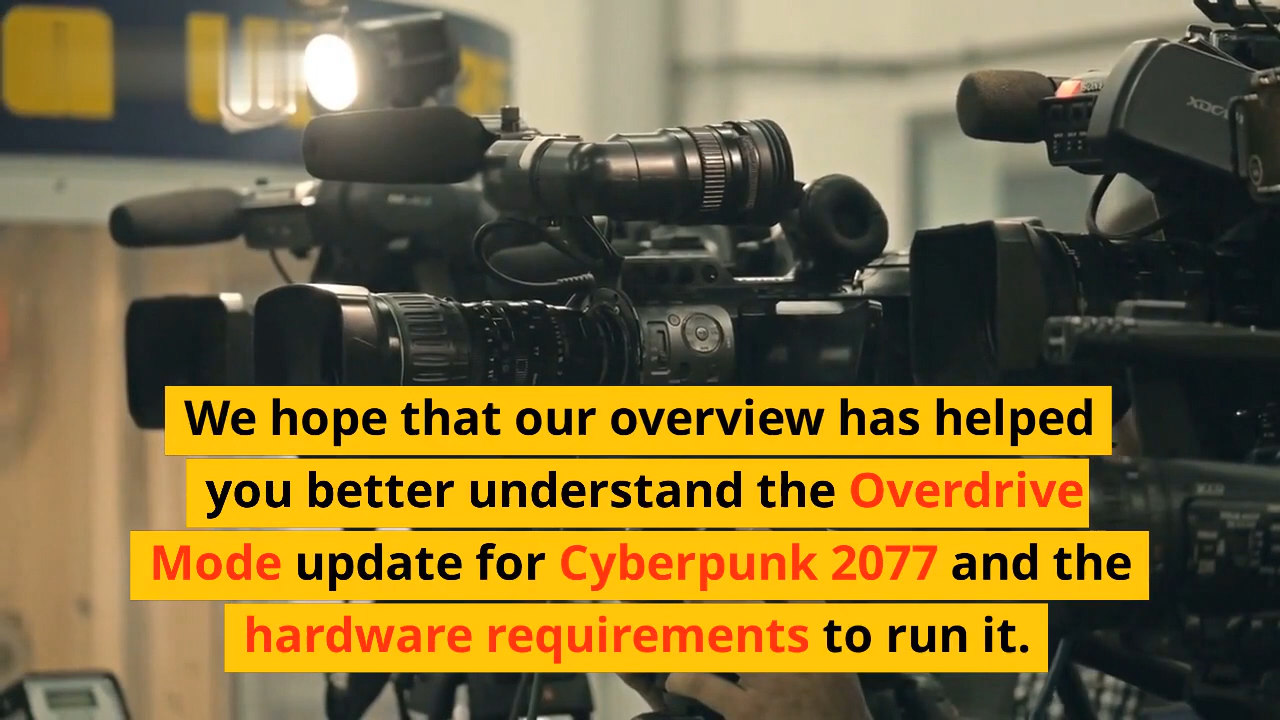 We hope that our overview has helped
you better understand the Overdrive
Mode update for Cyberpunk 2077 and the
hardware requirements to run it.